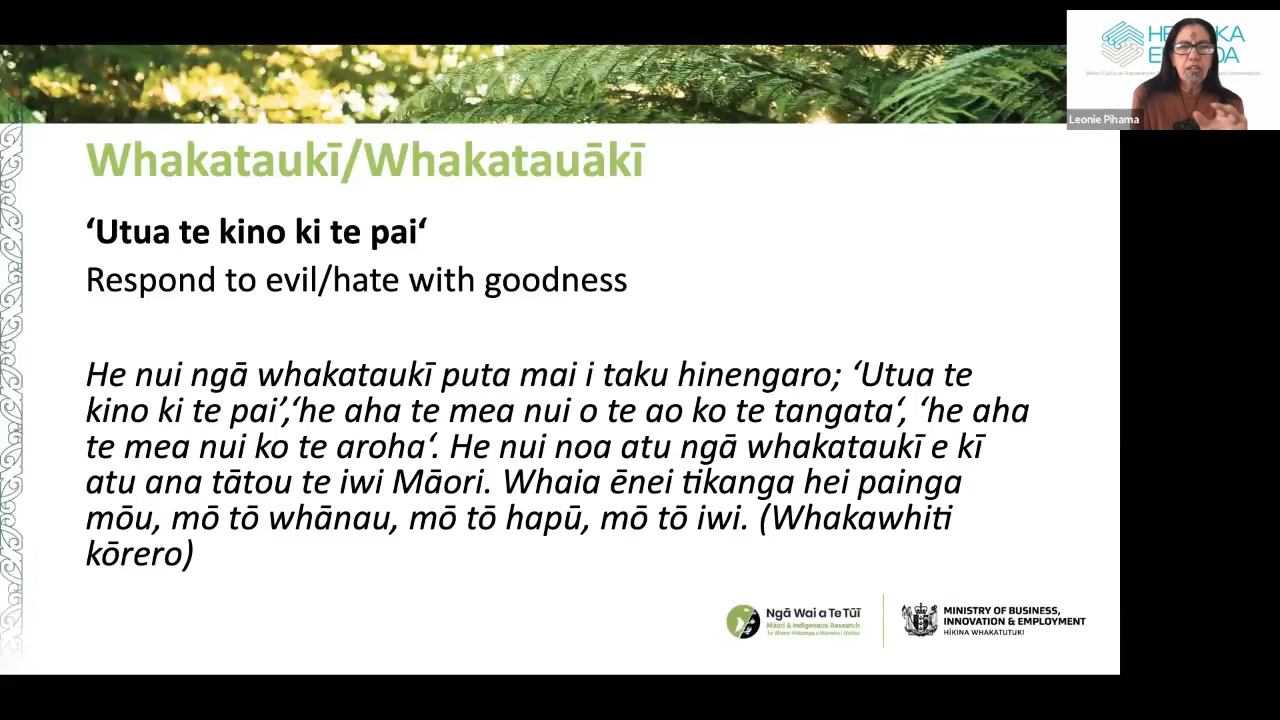 HE
KA
E
OA
Leonie Pihama
Whakataukī/Whakatauākī
‘Utua te kino ki te pai‘
Respond to evil/hate with goodness
He nui ngā whakataukī puta mai i taku hinengaro; ‘Utua te
kino ki te pai’,‘he aha te mea nui o te ao ko te tangata‘, ‘he aha
te mea nui ko te aroha‘. He nui noa atu ngā whakataukī e kī
atu ana tātou te iwi Māori. Whaia ēnei tikanga hei painga
mōu, mō tō whānau, mō tō hapū, mō tō iwi. (Whakawhiti
kōrero)
Ngā Wai a Te Tūī
Māori & Indigenous Research
MINISTRY OF BUSINESS,
INNOVATION & EMPLOYMENT
HĪKINA WHAKATUTUKI